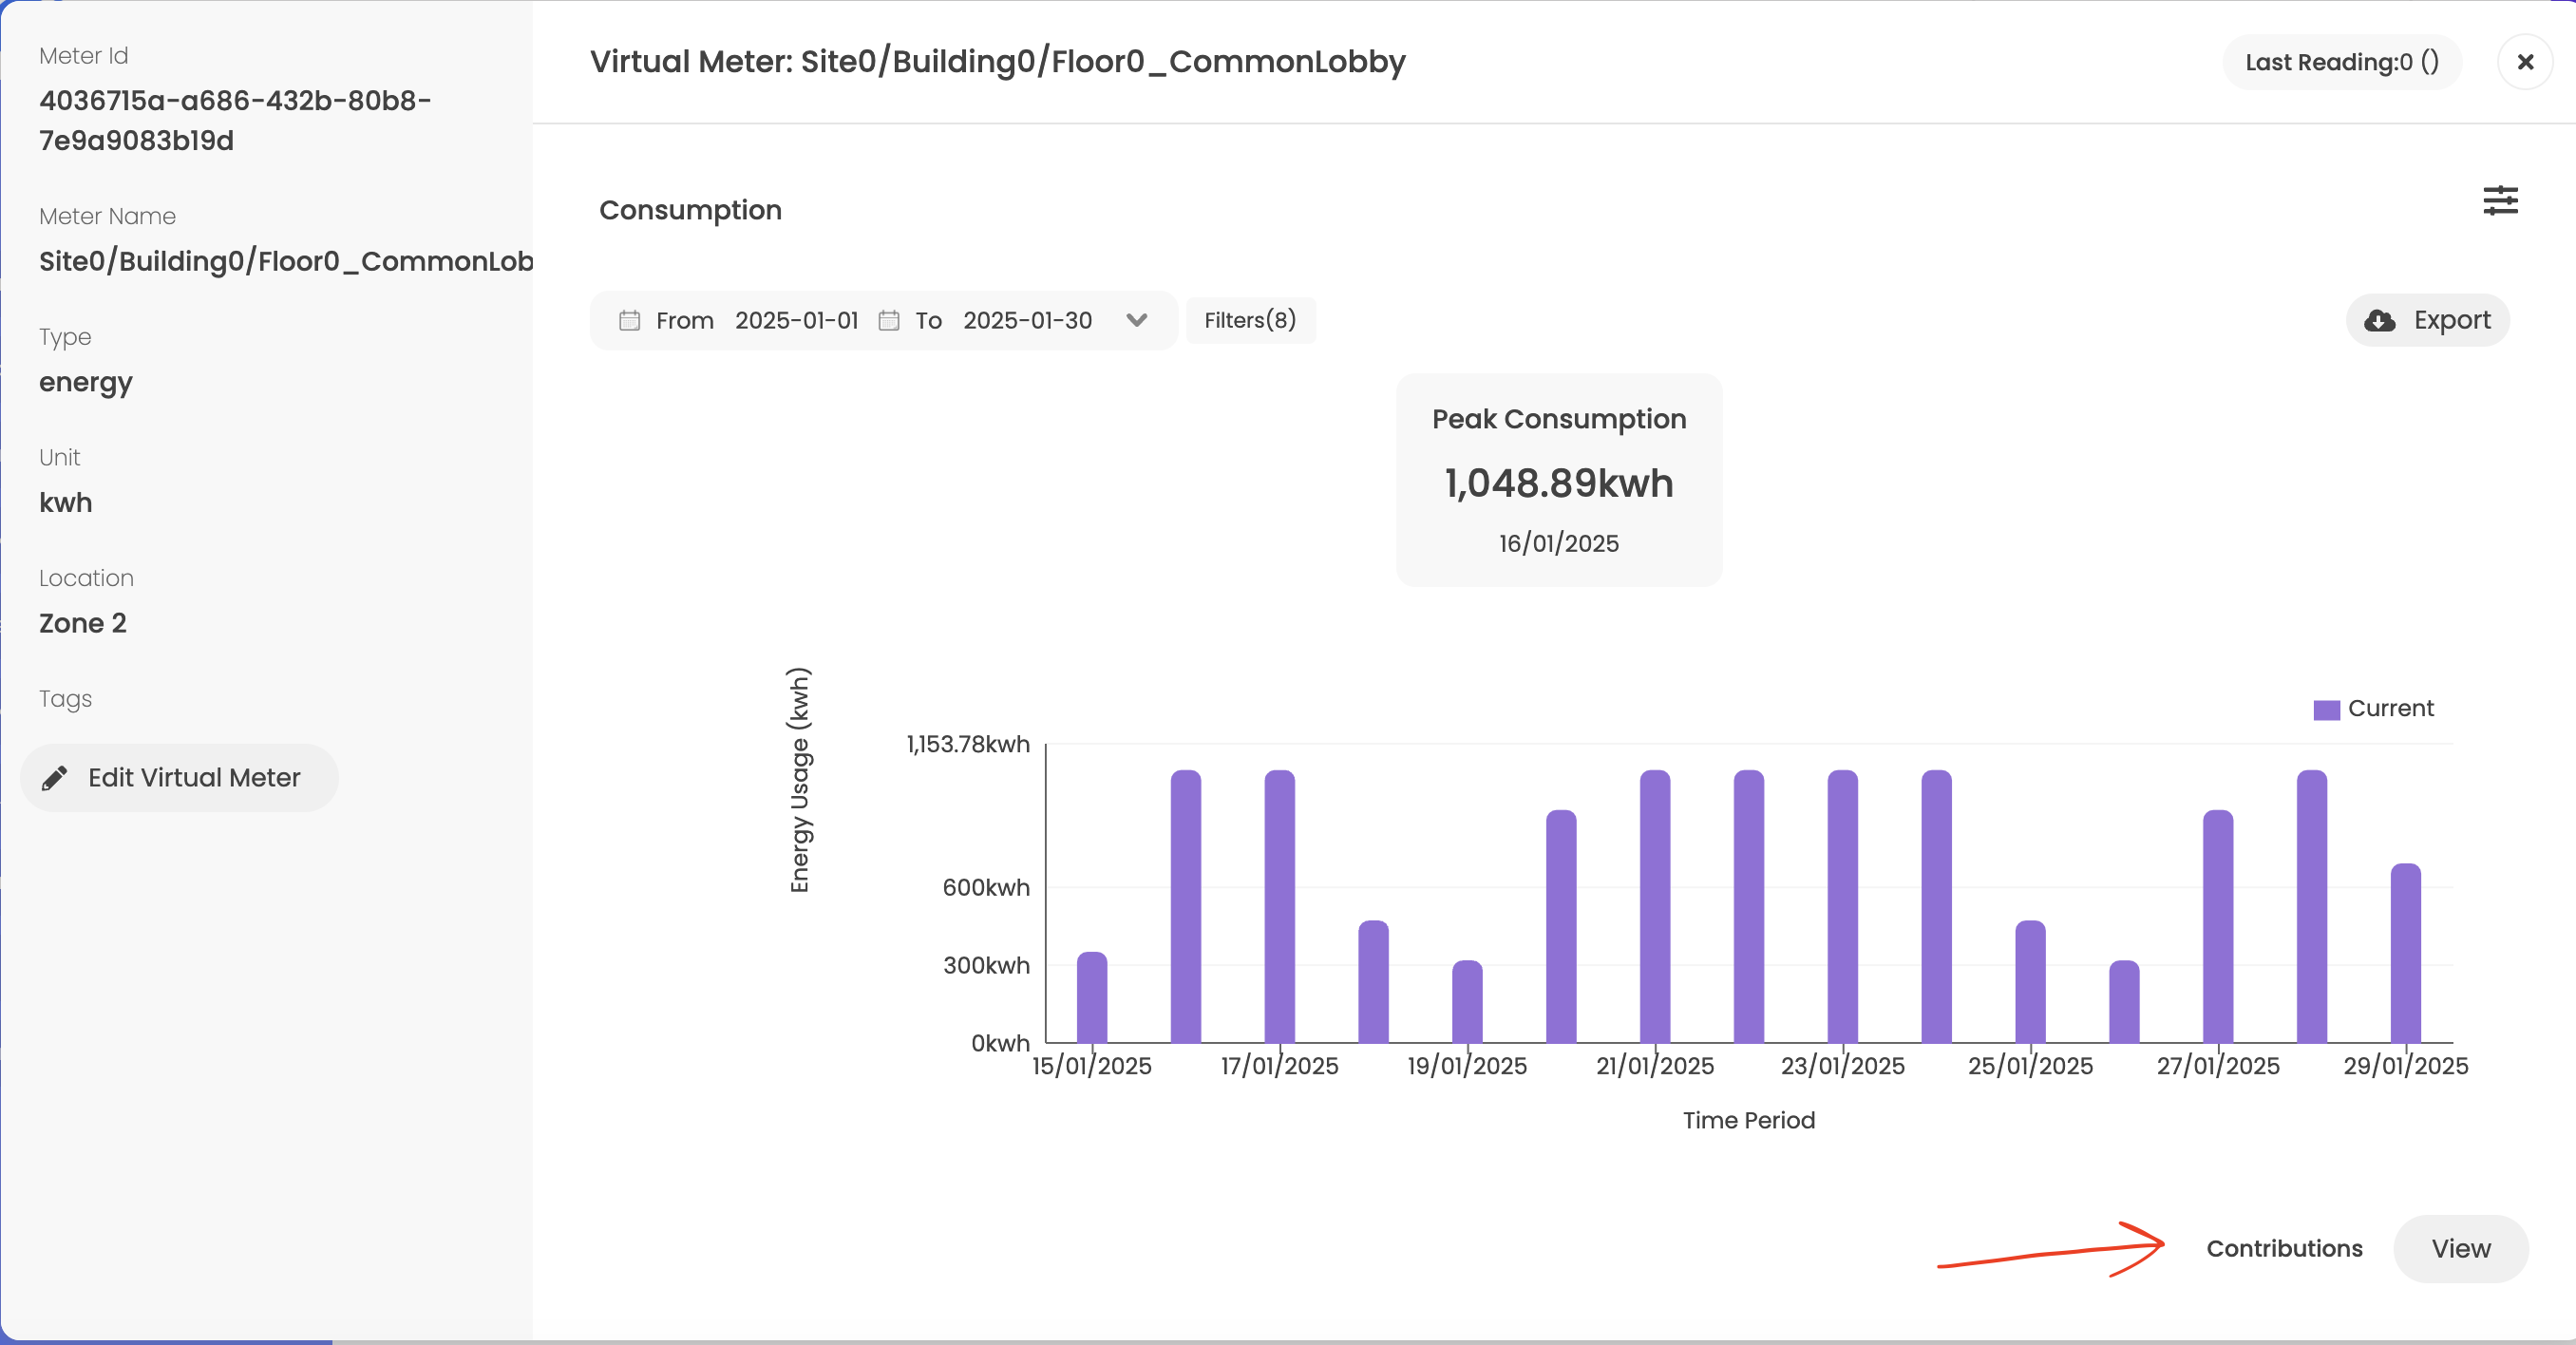 Meter Id
4036715a-a686-432b-80b8-
7e9a9083b19d
Meter Name
Site0/Building0/Floor0_CommonLob
Type
energy
Unit
kwh
Location
Zone 2
Tags
Edit Virtual Meter
Virtual Meter: Site0/Building0/Floor0_CommonLobby
Last Reading:0 ()
Consumption
From 2025-01-01 To 2025-01-30
Filters(8)
Export
Peak Consumption
1,048.89kwh
16/01/2025
Current
Energy Usage (kwh)
1,153.78kwh
600kwh
300kwh
0kwh
15/01/2025 17/01/2025 19/01/2025 21/01/2025 23/01/2025 25/01/2025 27/01/2025 29/01/2025
Time Period
Contributions
View